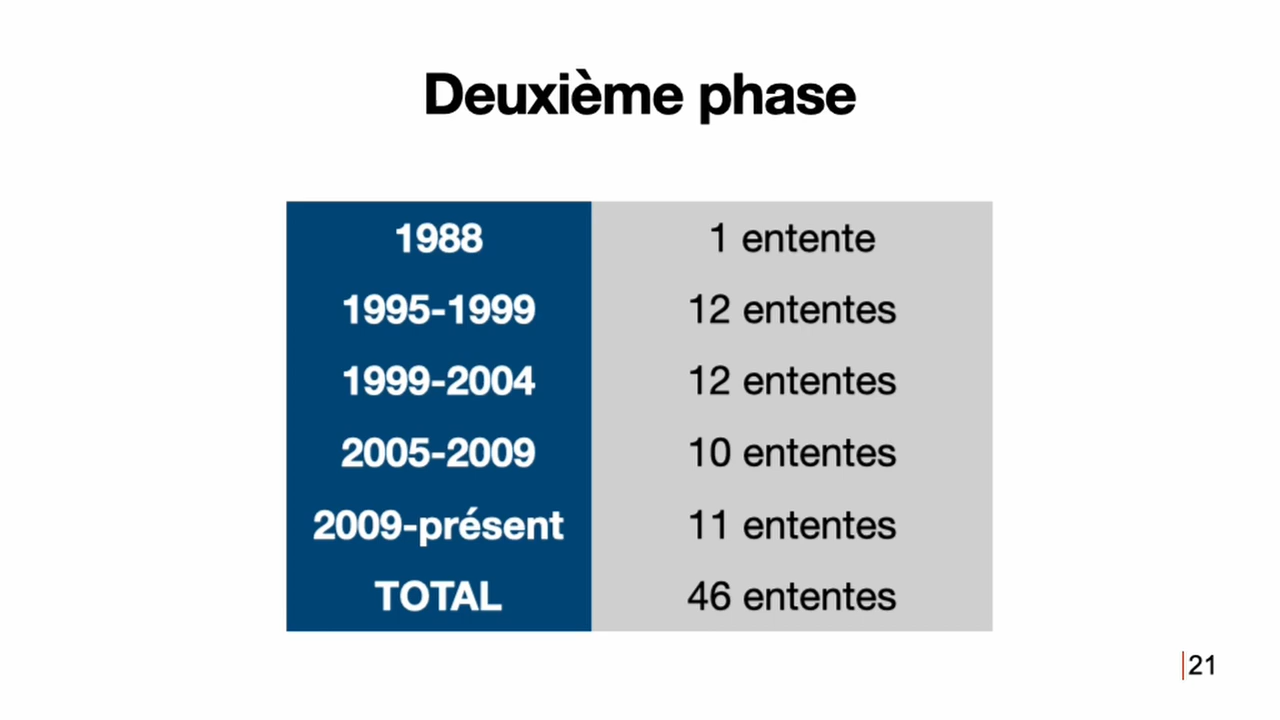 Deuxième phase
1988 1 entente
1995-1999 12 ententes
1999-2004 12 ententes
2005-2009 10 ententes
2009-présent 11 ententes
TOTAL 46 ententes
21